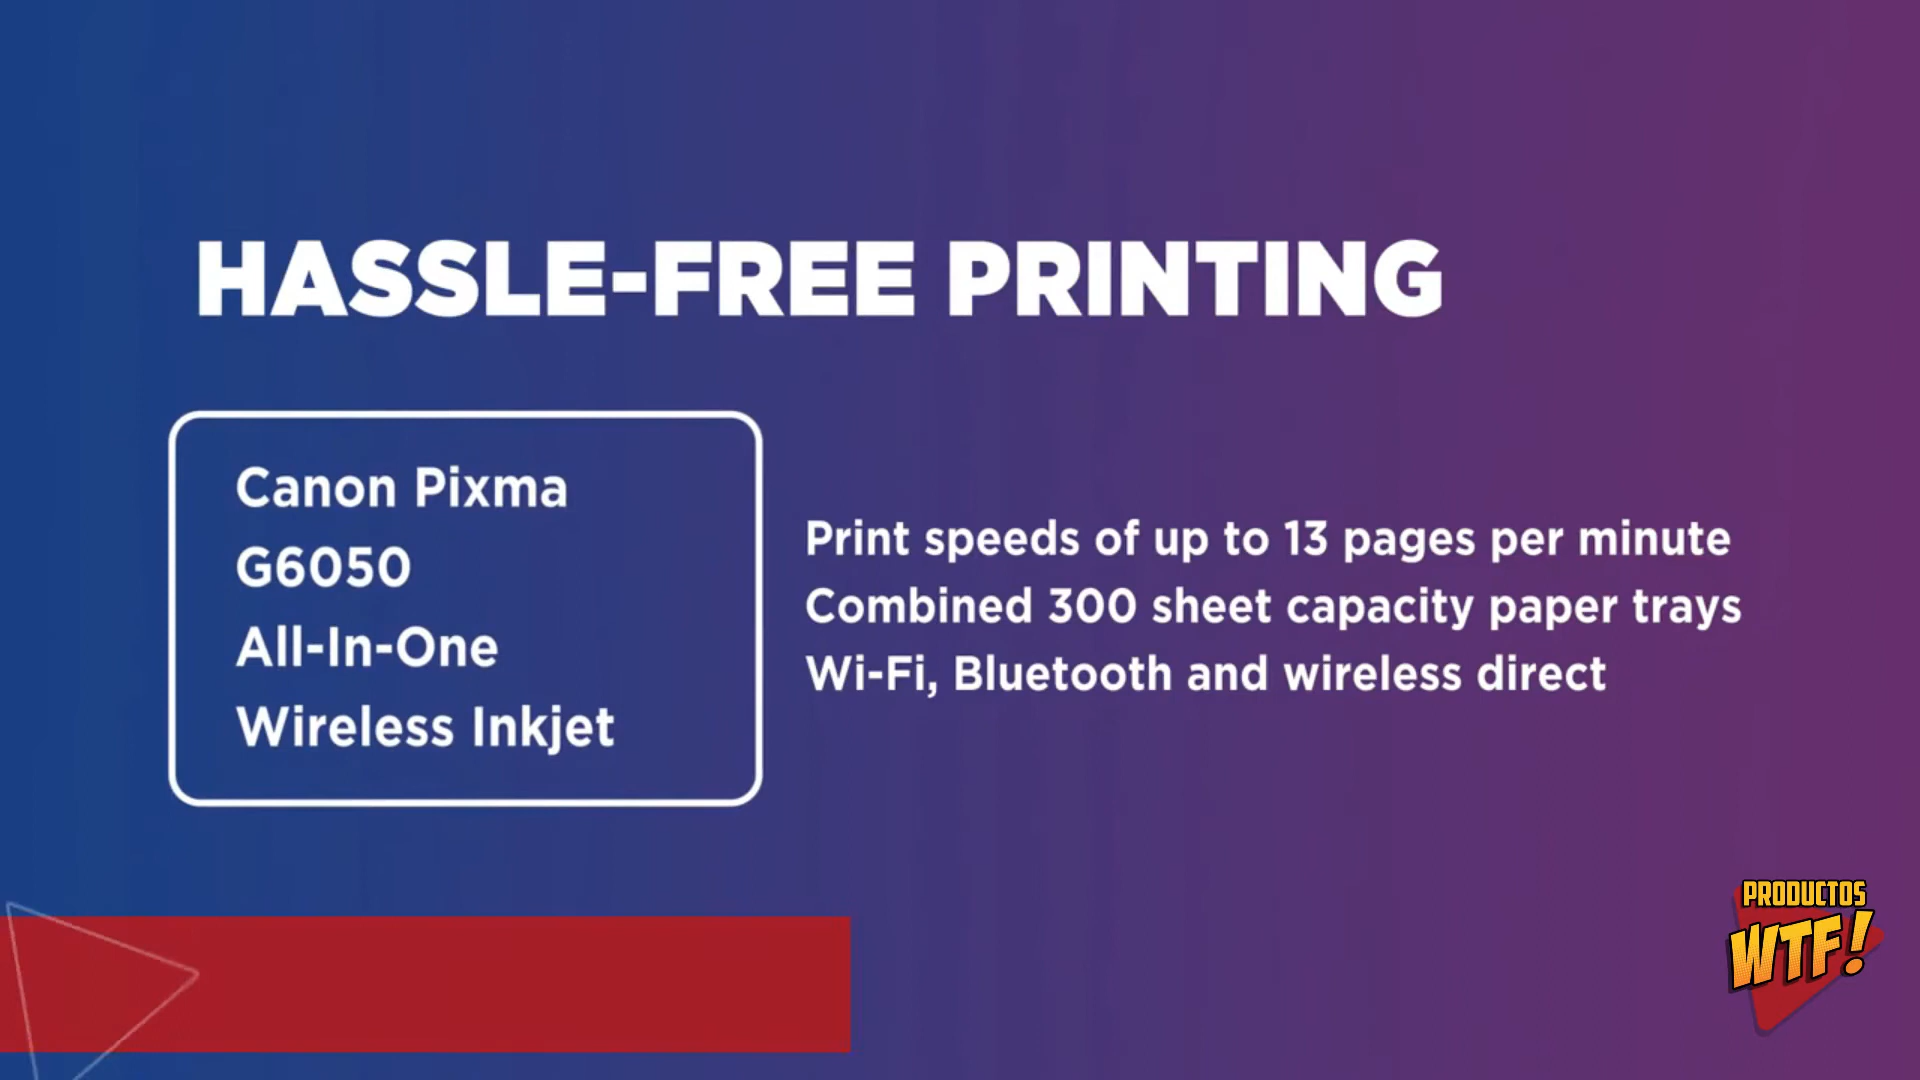 HASSLE-FREE PRINTING
Canon Pixma
G6050
All-In-One
Wireless Inkjet
Print speeds of up to 13 pages per minute
Combined 300 sheet capacity paper trays
Wi-Fi, Bluetooth and wireless direct
PRODUCTOS
WTF!